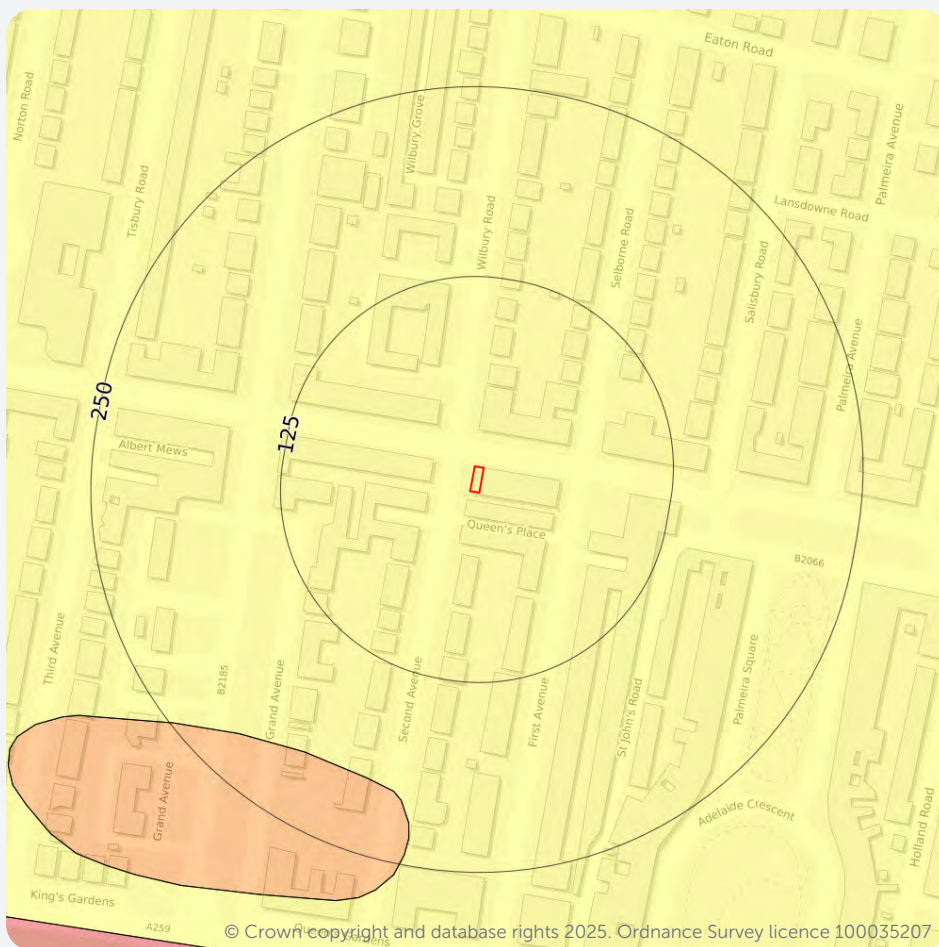 Eaton Road
Norton Road
Wilbury Grove
Palmeira Avenue
Tisbury Road
Lansdowne Road
Wilbury Road
Selborne Road
Salisbury Road
Palmeira Avenue
250
125
Albert Mews
Queen's Place
B2066
Third Avenue
B2185
Grand Avenue
Second Avenue
First Avenue
St John's Road
Palmeira Square
Grand Avenue
Adelaide Crescent
Holland Road
King's Gardens
A259
Queen's Gardens
© Crown copyright and database rights 2025. Ordnance Survey licence 100035207